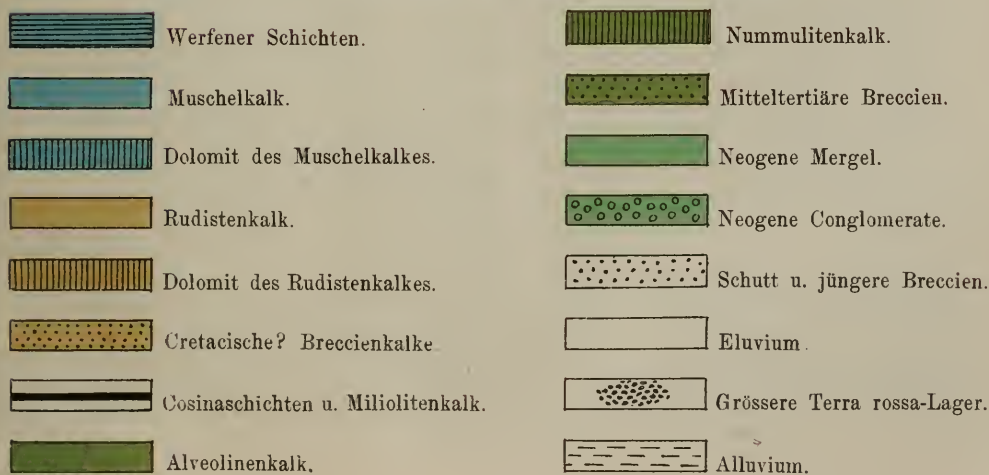 Werfener Schichten.
Muschelkalk.
Dolomit des Muschelkalkes.
Rudistenkalk.
Dolomit des Rudistenkalkes.
Cretacische? Breccienkalke
Cosinaschichten u. Miliolitenkalk.
Alveolinenkalk.
Nummulitenkalk.
Mitteltertiäre Breccien.
Neogene Mergel.
Neogene Conglomerate.
Schutt u. jüngere Breccien.
Eluvium.
Grössere Terra rossa-Lager.
Alluvium.